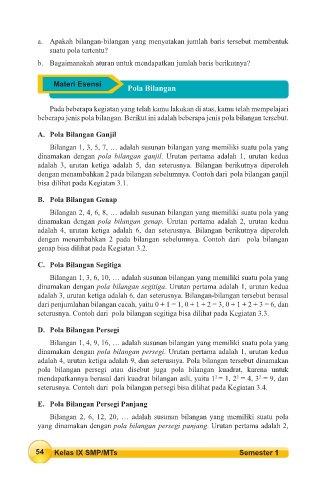 a. Apakah bilangan-bilangan yang menyatakan jumlah baris tersebut membentuk
suatu pola tertentu?
b. Bagaimanakah aturan untuk mendapatkan jumlah baris berikutnya?
Materi Esensi
Pola Bilangan
Pada beberapa kegiatan yang telah kamu lakukan di atas, kamu telah mempelajari
beberapa jenis pola bilangan. Berikut ini adalah beberapa jenis pola bilangan tersebut.
A. Pola Bilangan Ganjil
Bilangan 1, 3, 5, 7, … adalah susunan bilangan yang memiliki suatu pola yang
dinamakan dengan pola bilangan ganjil. Urutan pertama adalah 1, urutan kedua
adalah 3, urutan ketiga adalah 5, dan seterusnya. Bilangan berikutnya diperoleh
dengan menambahkan 2 pada bilangan sebelumnya. Contoh dari pola bilangan ganjil
bisa dilihat pada Kegiatan 3.1.
B. Pola Bilangan Genap
Bilangan 2, 4, 6, 8, … adalah susunan bilangan yang memiliki suatu pola yang
dinamakan dengan pola bilangan genap. Urutan pertama adalah 2, urutan kedua
adalah 4, urutan ketiga adalah 6, dan seterusnya. Bilangan berikutnya diperoleh
dengan menambahkan 2 pada bilangan sebelumnya. Contoh dari pola bilangan
genap bisa dilihat pada Kegiatan 3.2.
C. Pola Bilangan Segitiga
Bilangan 1, 3, 6, 10, … adalah susunan bilangan yang memiliki suatu pola yang
dinamakan dengan pola bilangan segitiga. Urutan pertama adalah 1, urutan kedua
adalah 3, urutan ketiga adalah 6, dan seterusnya. Bilangan-bilangan tersebut berasal
dari penjumlahan bilangan cacah, yaitu 0 + 1 = 1, 0 + 1 + 2 = 3, 0 + 1 + 2 + 3 = 6, dan
seterusnya. Contoh dari pola bilangan segitiga bisa dilihat pada Kegiatan 3.3.
D. Pola Bilangan Persegi
Bilangan 1, 4, 9, 16, … adalah susunan bilangan yang memiliki suatu pola yang
dinamakan dengan pola bilangan persegi. Urutan pertama adalah 1, urutan kedua
adalah 4, urutan ketiga adalah 9, dan seterusnya. Pola bilangan tersebut dinamakan
pola bilangan persegi atau disebut juga pola bilangan kuadrat, karena untuk
mendapatkannya berasal dari kuadrat bilangan asli, yaitu 1² = 1, 2² = 4, 3² = 9, dan
seterusnya. Contoh dari pola bilangan persegi bisa dilihat pada Kegiatan 3.4.
E. Pola Bilangan Persegi Panjang
Bilangan 2, 6, 12, 20, … adalah susunan bilangan yang memiliki suatu pola
yang dinamakan dengan pola bilangan persegi panjang. Urutan pertama adalah 2,
54 Kelas IX SMP/MTs Semester 1